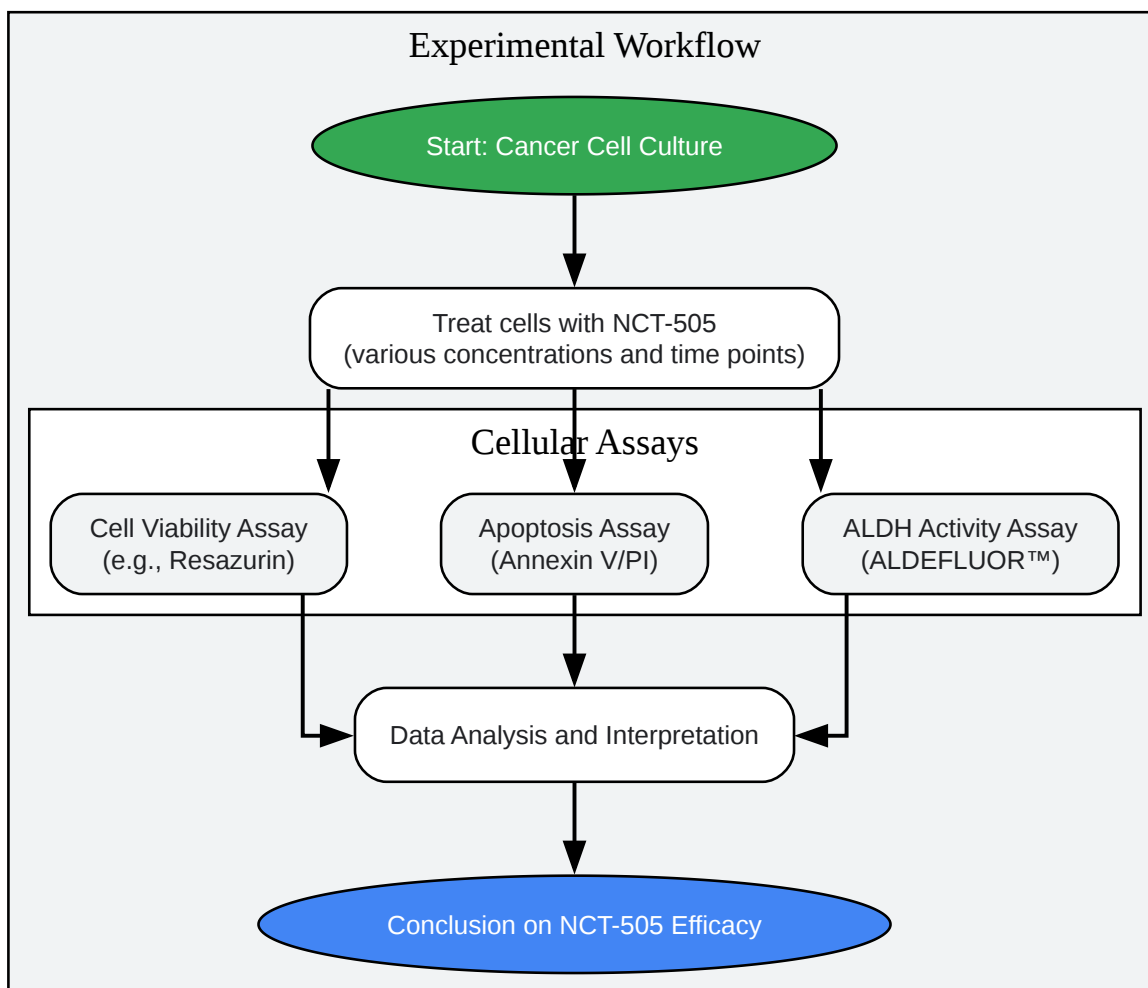 Experimental Workflow
Start: Cancer Cell Culture
Treat cells with NCT-505
(various concentrations and time points)
Cellular Assays
Cell Viability Assay
(e.g., Resazurin)
Apoptosis Assay
(Annexin V/PI)
ALDH Activity Assay
(ALDEFLUOR™)
Data Analysis and Interpretation
Conclusion on NCT-505 Efficacy